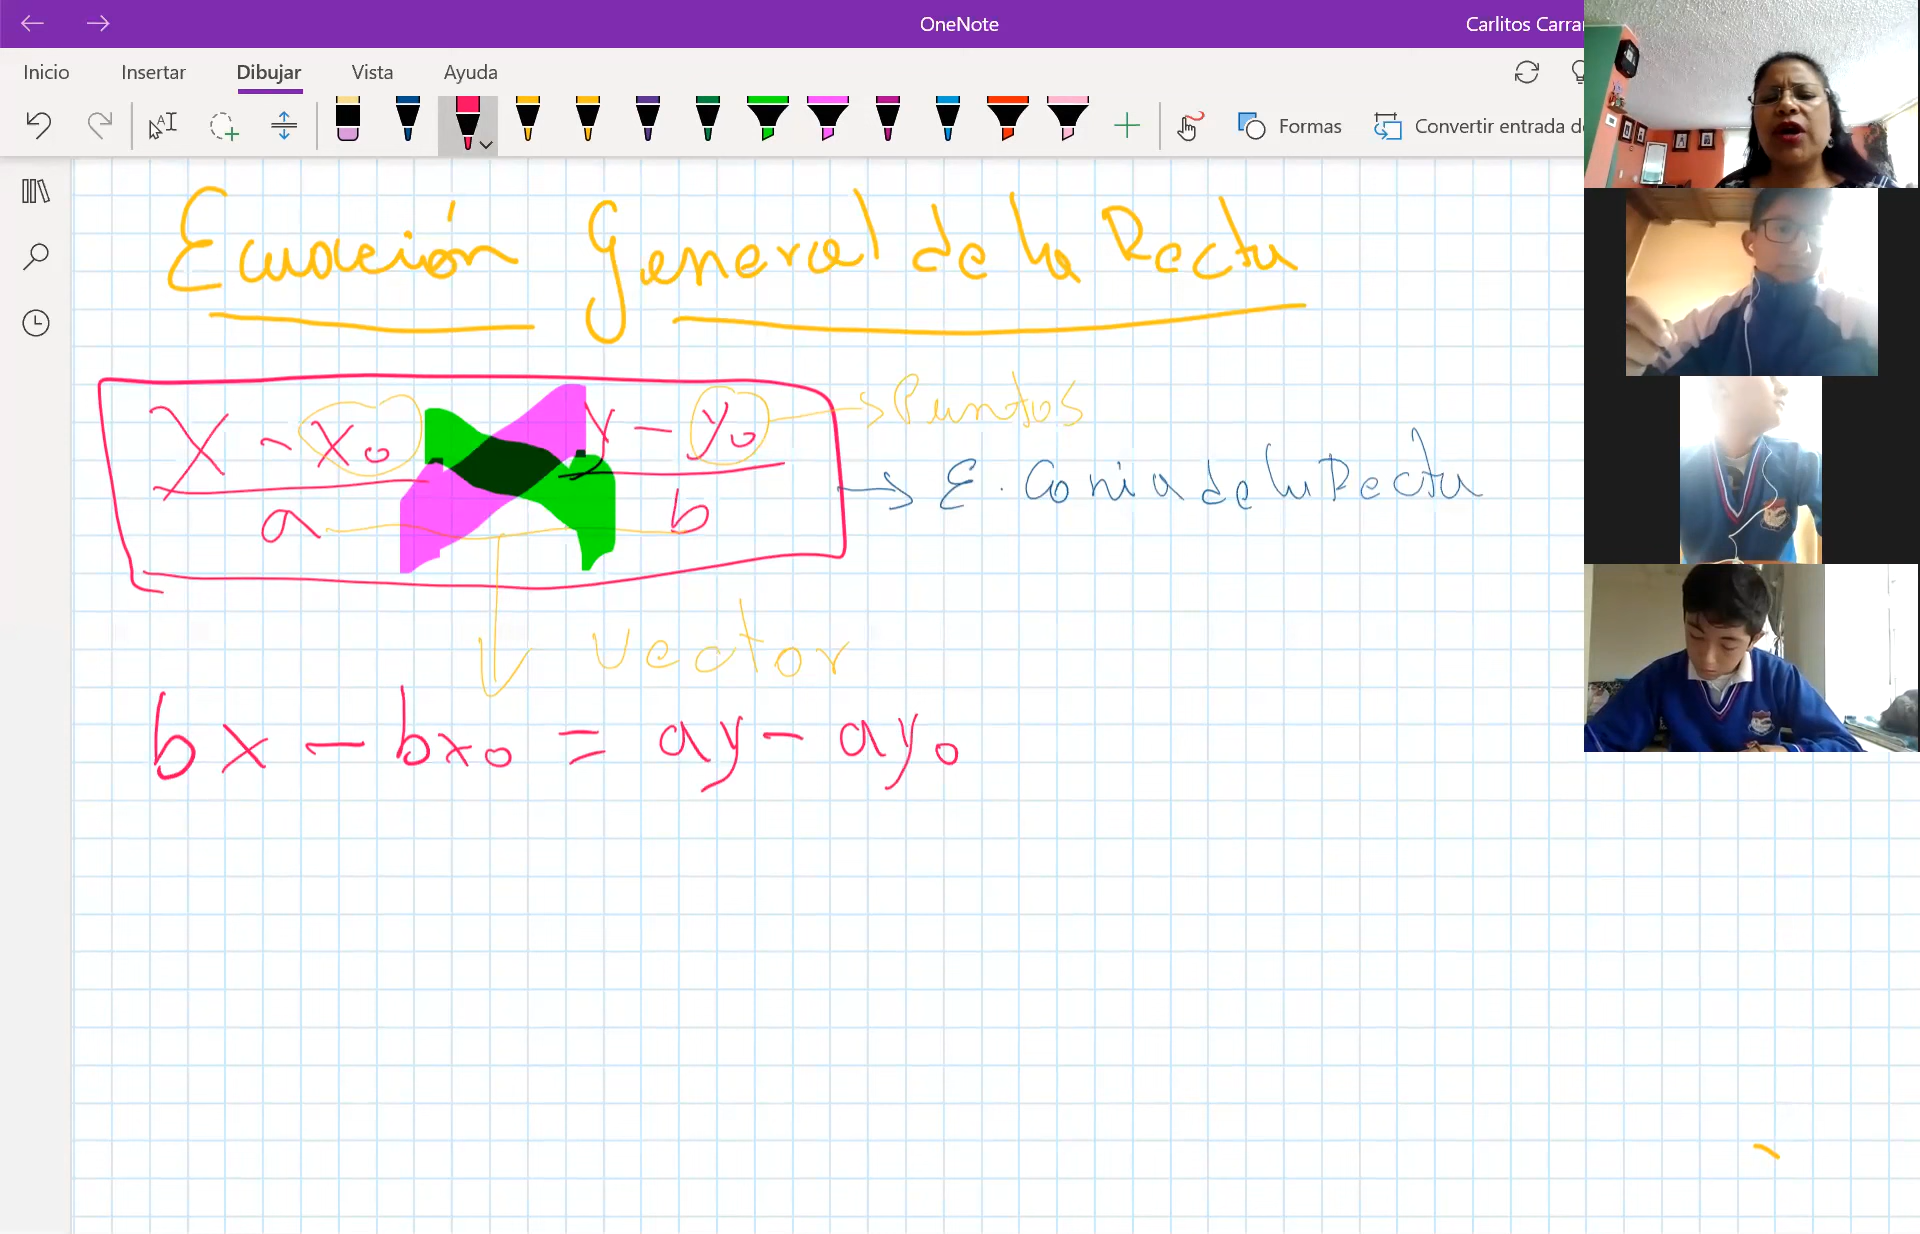 OneNote
Carlitos Carra
Inicio Insertar Dibujar Vista Ayuda
Formas Convertir entrada d
Ecuación General de la Recta
X - x₀ y - y₀ → Puntos
a b → E. Conia de la Recta
vector
bx - bx₀ = ay - ay₀